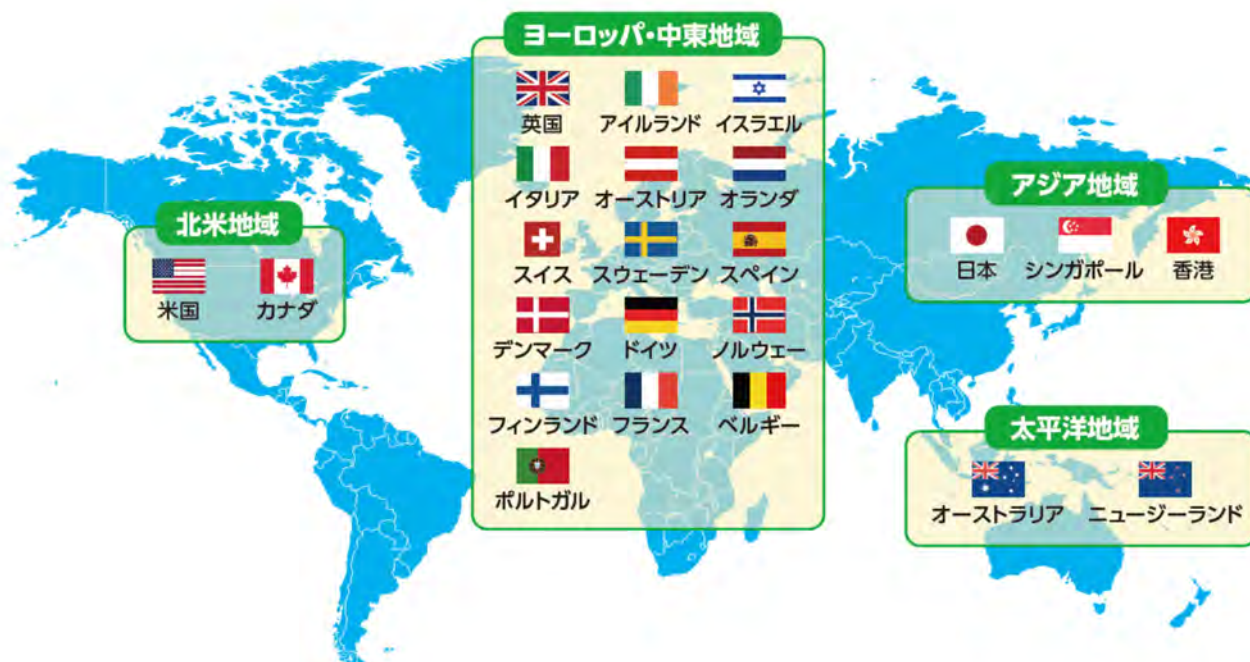 ヨーロッパ・中東地域
英国 アイルランド イスラエル
イタリア オーストリア オランダ
スイス スウェーデン スペイン
デンマーク ドイツ ノルウェー
フィンランド フランス ベルギー
ポルトガル
北米地域
米国 カナダ
アジア地域
日本 シンガポール 香港
太平洋地域
オーストラリア ニュージーランド